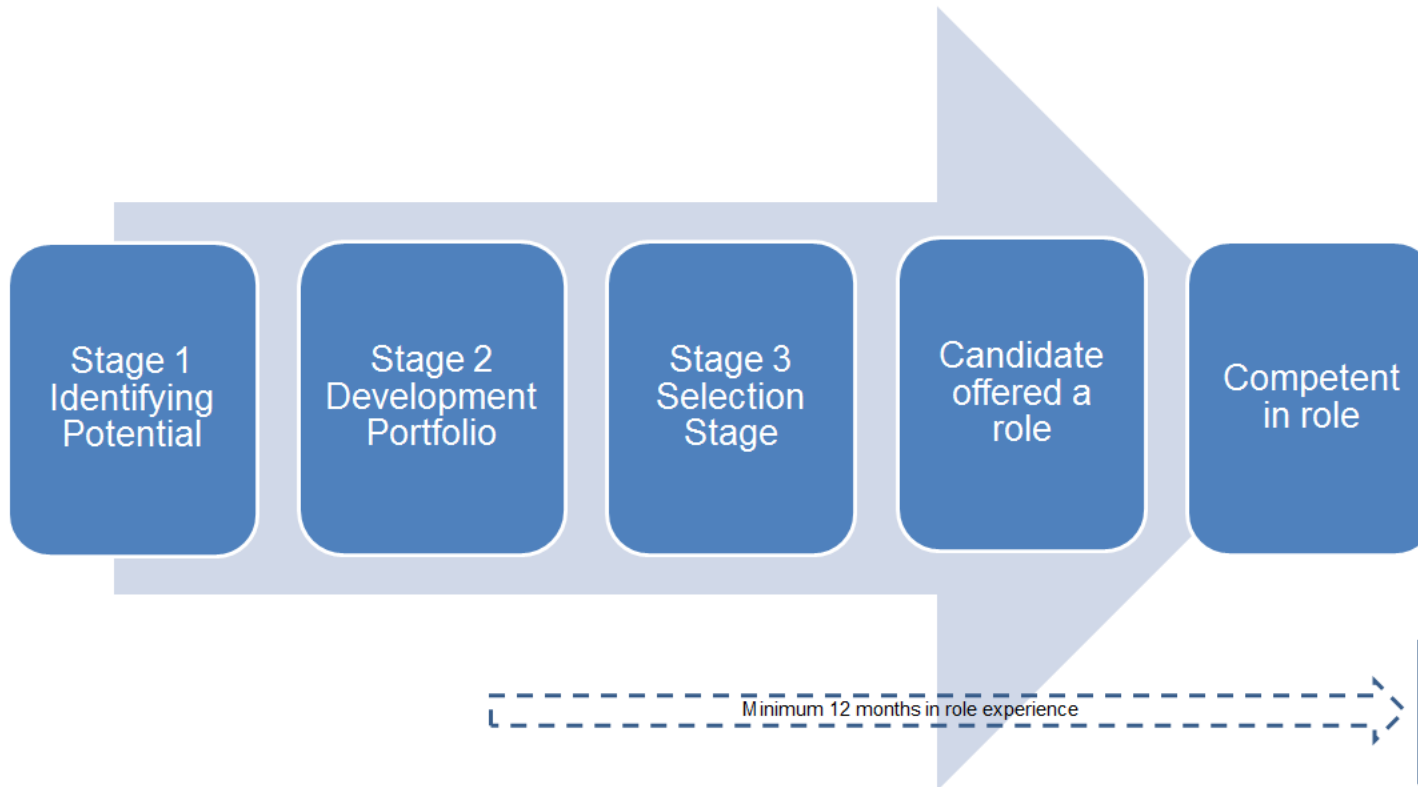 Stage 1
Identifying
Potential
Stage 2
Development
Portfolio
Stage 3
Selection
Stage
Candidate
offered a
role
Competent
in role
Minimum 12 months in role experience